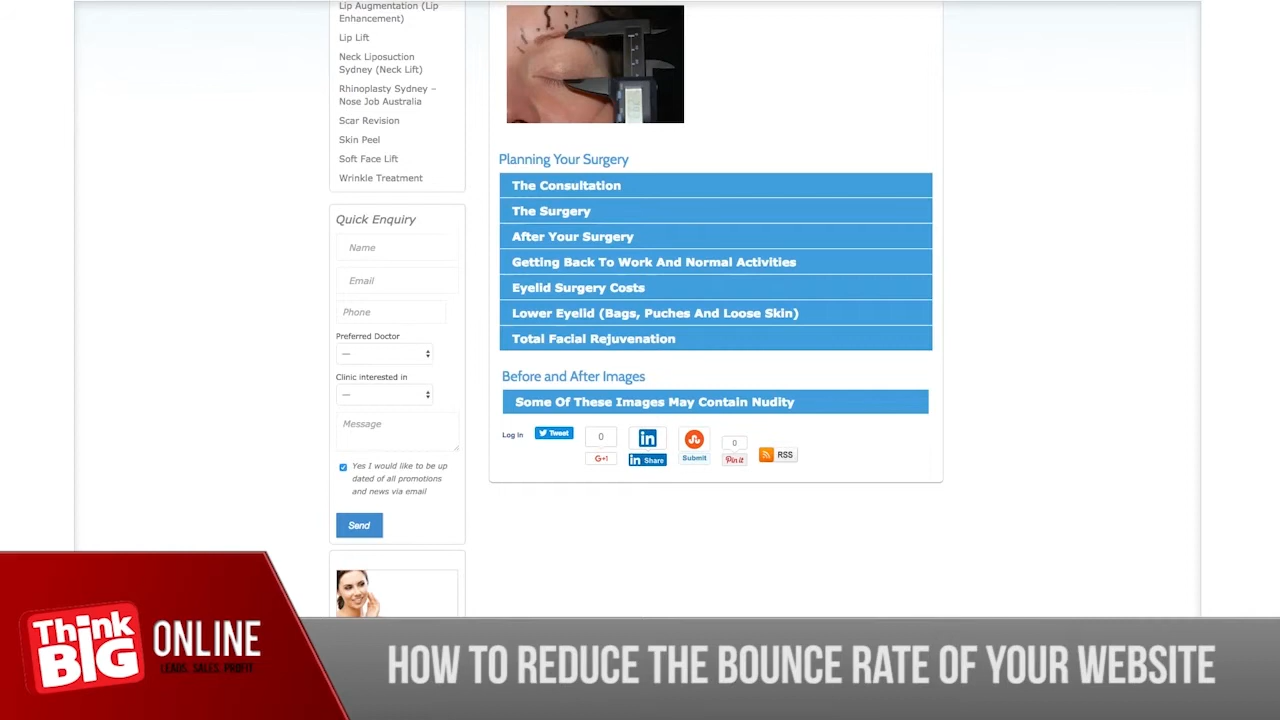 Lip Augmentation (Lip
Enhancement)
Lip Lift
Neck Liposuction
Sydney (Neck Lift)
Rhinoplasty Sydney –
Nose Job Australia
Scar Revision
Skin Peel
Soft Face Lift
Wrinkle Treatment
Quick Enquiry
Name
Email
Phone
Preferred Doctor
—
Clinic interested in
—
Message
Yes I would like to be up
dated of all promotions
and news via email
Send
Planning Your Surgery
The Consultation
The Surgery
After Your Surgery
Getting Back To Work And Normal Activities
Eyelid Surgery Costs
Lower Eyelid (Bags, Puches And Loose Skin)
Total Facial Rejuvenation
Before and After Images
Some Of These Images May Contain Nudity
Log in
Tweet
0
G+1
in
in Share
Submit
0
Pin it
RSS
Think
BIG
ONLINE
LEADS. SALES. PROFIT
HOW TO REDUCE THE BOUNCE RATE OF YOUR WEBSITE